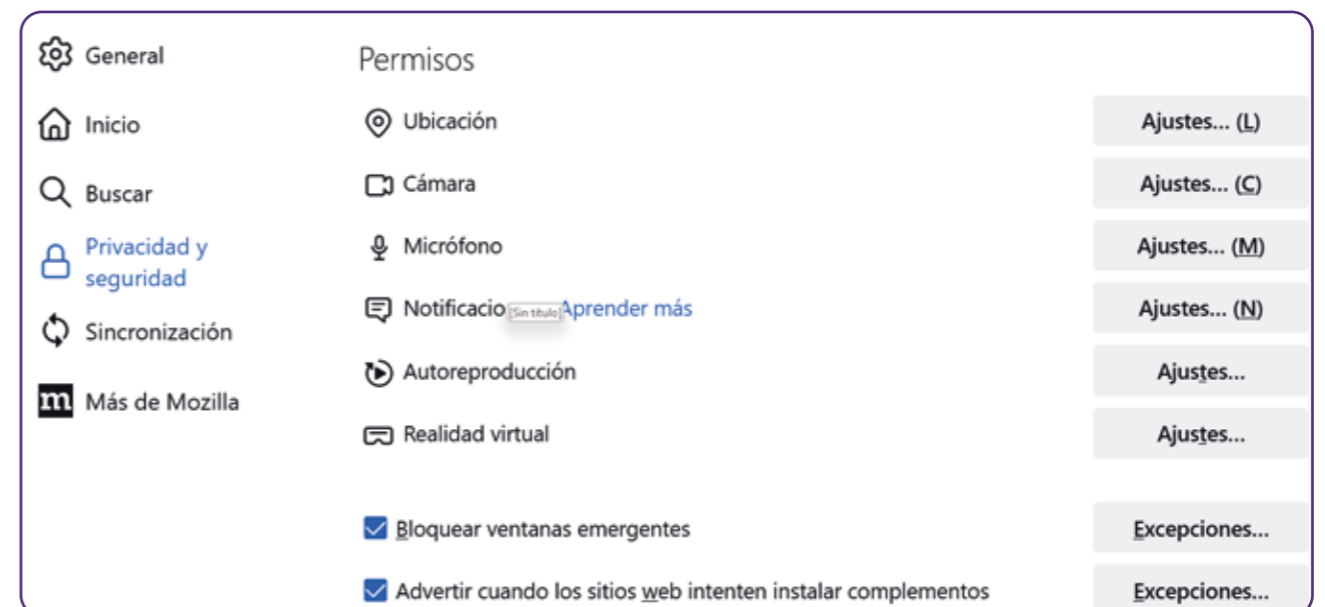 General
Inicio
Buscar
Privacidad y
seguridad
Sincronización
m Más de Mozilla
Permisos
Ubicación Ajustes... (L)
Cámara Ajustes... (C)
Micrófono Ajustes... (M)
Notificacio [Sin título] Aprender más Ajustes... (N)
Autoreproducción Ajustes...
Realidad virtual Ajustes...
Bloquear ventanas emergentes Excepciones...
Advertir cuando los sitios web intenten instalar complementos Excepciones...